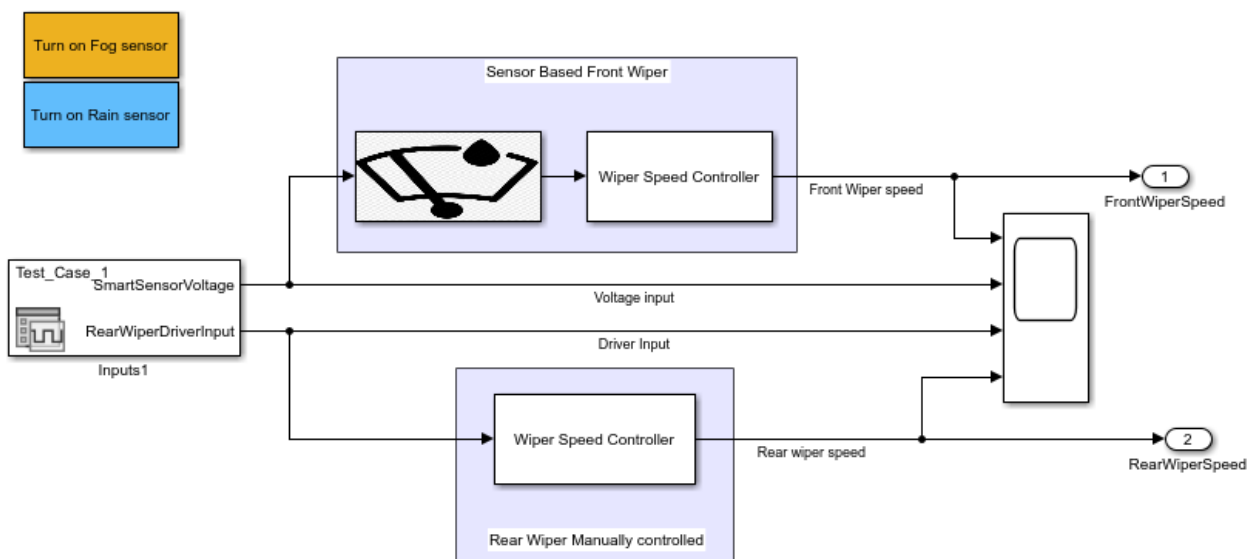 Turn on Fog sensor
Turn on Rain sensor
Sensor Based Front Wiper
Wiper Speed Controller
Front Wiper speed
1
FrontWiperSpeed
Test_Case_1
SmartSensorVoltage
RearWiperDriverInput
Inputs1
Voltage input
Driver Input
Wiper Speed Controller
Rear wiper speed
2
RearWiperSpeed
Rear Wiper Manually controlled